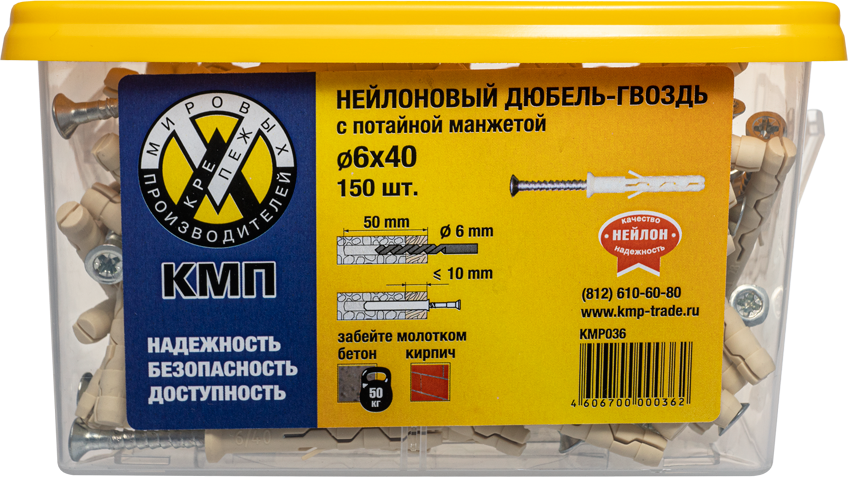 МИРОВЫХ
КРЕПЕЖ
ПРОИЗВОДИТЕЛЕЙ
КМП
НАДЕЖНОСТЬ
БЕЗОПАСНОСТЬ
ДОСТУПНОСТЬ
НЕЙЛОНОВЫЙ ДЮБЕЛЬ-ГВОЗДЬ
с потайной манжетой
ø6х40
150 шт.
50 mm
Ø 6 mm
≤ 10 mm
забейте молотком
бетон
кирпич
50
КГ
качество
НЕЙЛОН
надежность
(812) 610-60-80
www.kmp-trade.ru
KMP036
4 606700 000362